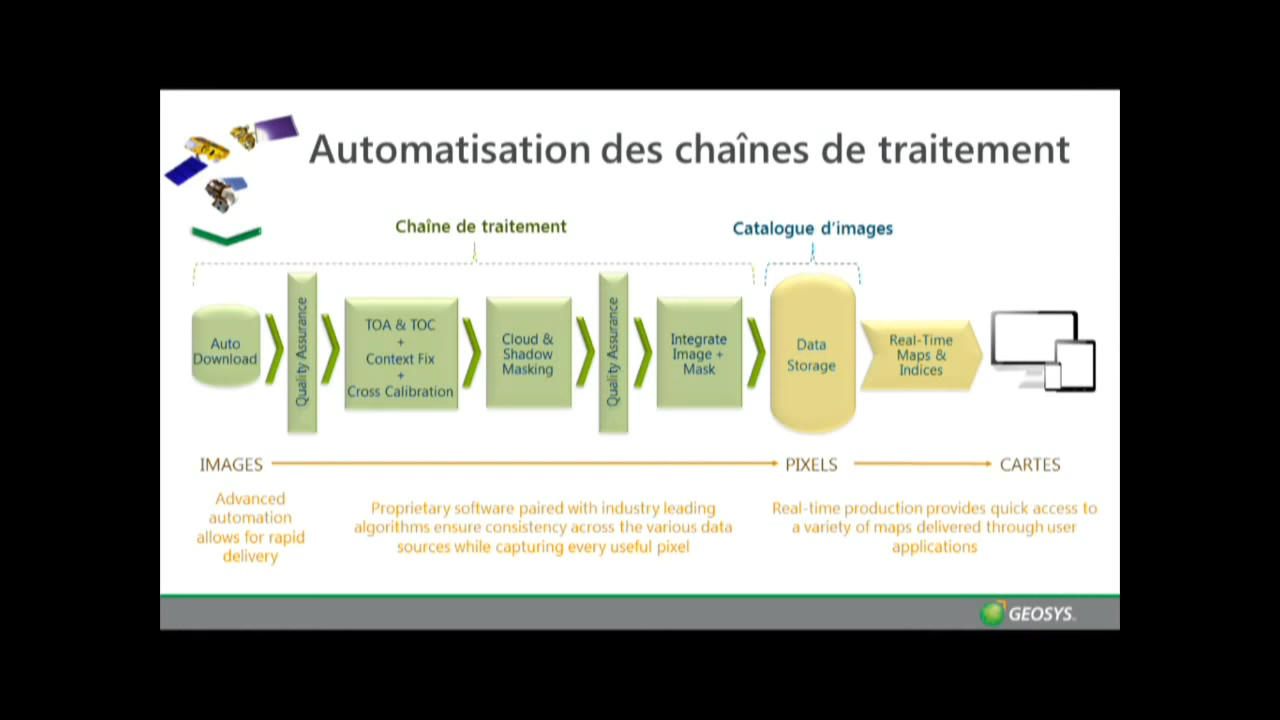 Automatisation des chaînes de traitement
Chaîne de traitement
Catalogue d'images
Auto
Download
Quality Assurance
TOA & TOC
+
Context Fix
+
Cross Calibration
Cloud &
Shadow
Masking
Quality Assurance
Integrate
Image +
Mask
Data
Storage
Real-Time
Maps &
Indices
IMAGES
PIXELS
CARTES
Advanced
automation
allows for rapid
delivery
Proprietary software paired with industry leading
algorithms ensure consistency across the various data
sources while capturing every useful pixel
Real-time production provides quick access to
a variety of maps delivered through user
applications
GEOSYS